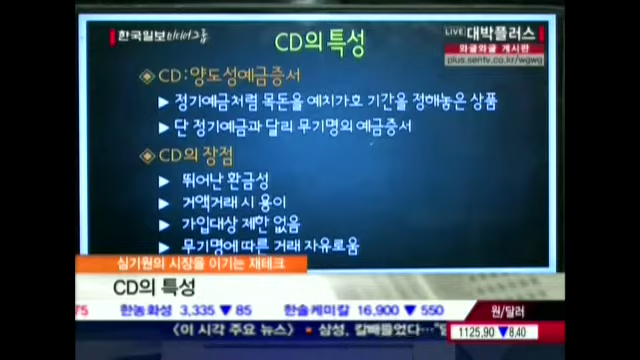 한국일보 미디어그룹
CD의 특성
LIVE 대박플러스
와글와글 게시판
plus.sentv.co.kr/wgwg
CD : 양도성예금증서
정기예금처럼 목돈을 예치가호 기간을 정해놓은 상품
단 정기예금과 달리 무기명의 예금증서
CD의 장점
뛰어난 환금성
거액거래 시 용이
가입대상 제한 없음
무기명에 따른 거래 자유로움
심기원의 시장을 이기는 재테크
CD의 특성
75 한농화성 3,335 ▼ 85 한솔케미칼 16,900 ▼ 550
원/달러
<이 시각 주요 뉴스> • 삼성, 칼빼들었다…"
1125.90 ▼8.40